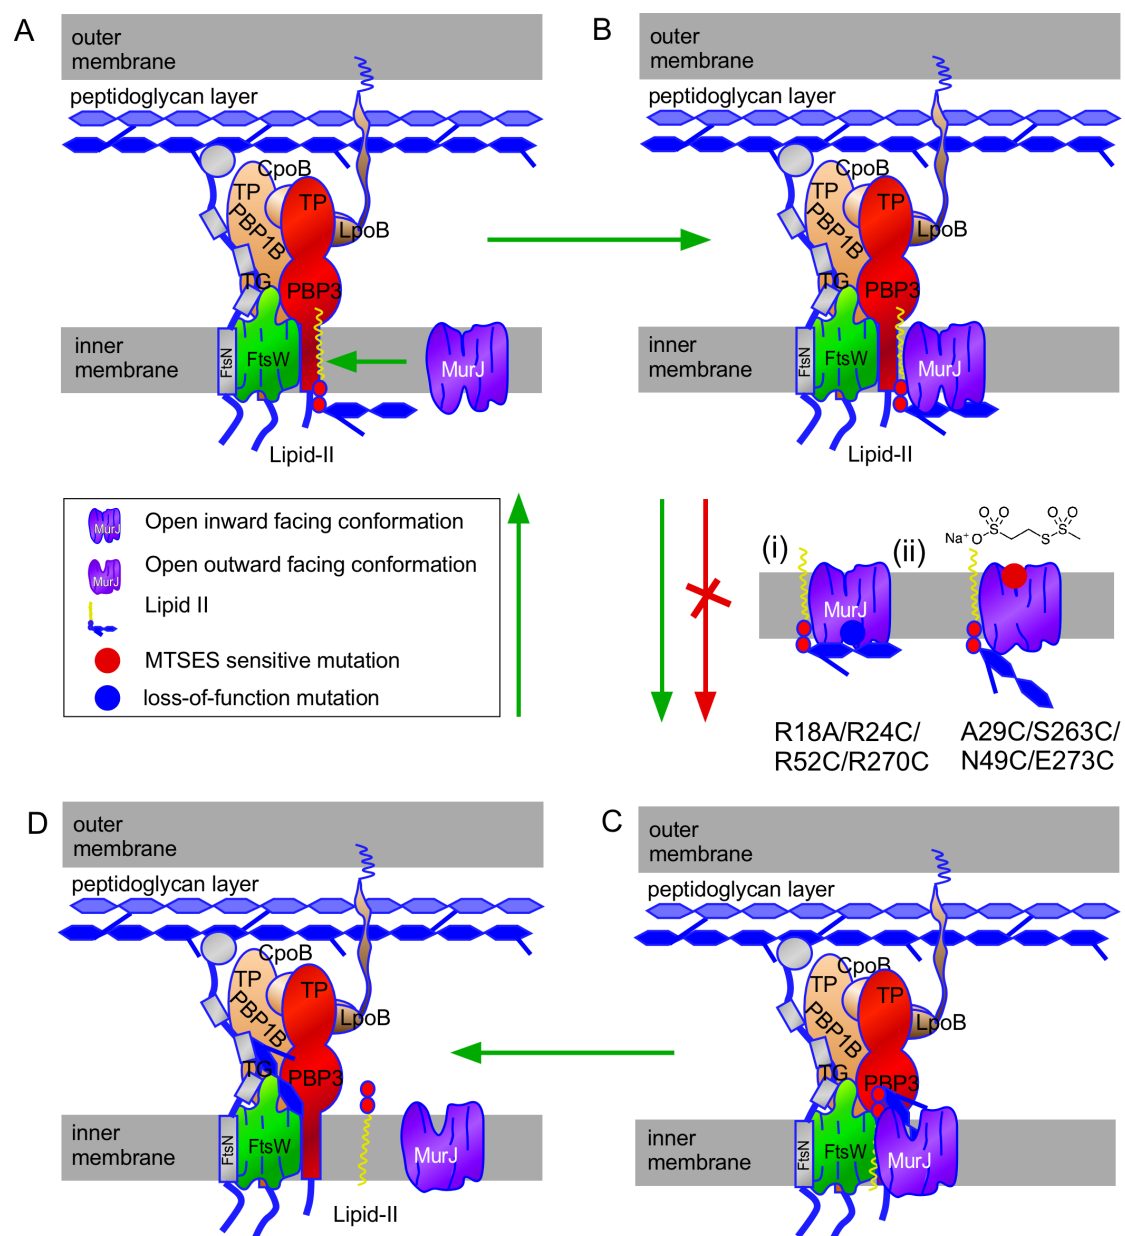 A
outer
membrane
peptidoglycan layer
CpoB
TP
TP
PBP1B
LpoB
TG
PBP3
inner
membrane
FtsN
FtsW
MurJ
Lipid-II
B
outer
membrane
peptidoglycan layer
CpoB
TP
TP
PBP1B
LpoB
TG
PBP3
inner
membrane
FtsN
FtsW
MurJ
Lipid-II
MurJ
Open inward facing conformation
MurJ
Open outward facing conformation
Lipid II
MTSES sensitive mutation
loss-of-function mutation
(i)
MurJ
R18A/R24C/
R52C/R270C
(ii)
O O O O
Na+ O S S S
A29C/S263C/
N49C/E273C
D
outer
membrane
peptidoglycan layer
CpoB
TP
TP
PBP1B
LpoB
TG
PBP3
inner
membrane
FtsN
FtsW
MurJ
Lipid-II
C
outer
membrane
peptidoglycan layer
CpoB
TP
TP
PBP1B
LpoB
TG
PBP3
inner
membrane
FtsN
FtsW
MurJ